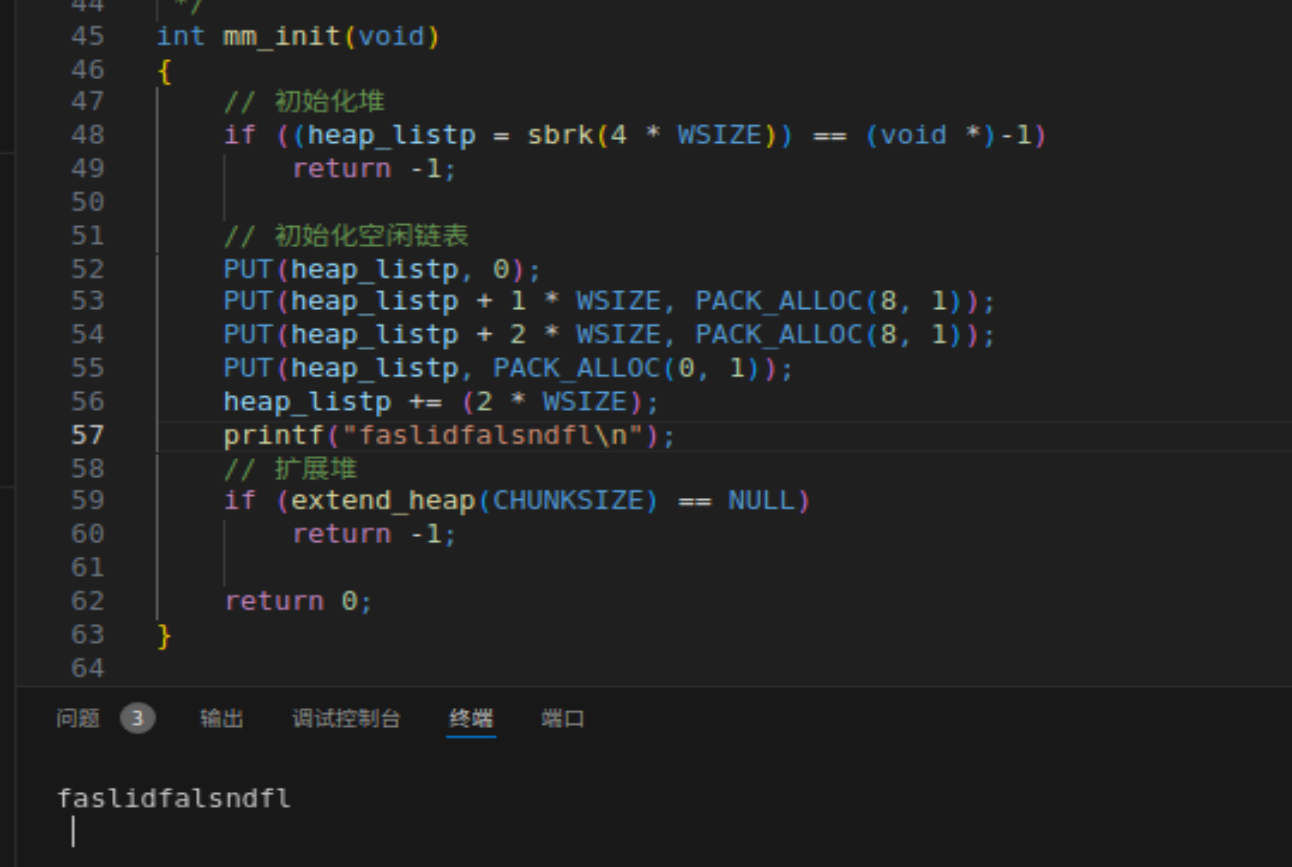 44 */
45 int mm_init(void)
46 {
47 // 初始化堆
48 if ((heap_listp = sbrk(4 * WSIZE)) == (void *)-1)
49 return -1;
50
51 // 初始化空闲链表
52 PUT(heap_listp, 0);
53 PUT(heap_listp + 1 * WSIZE, PACK_ALLOC(8, 1));
54 PUT(heap_listp + 2 * WSIZE, PACK_ALLOC(8, 1));
55 PUT(heap_listp, PACK_ALLOC(0, 1));
56 heap_listp += (2 * WSIZE);
57 printf("faslidfalsndfl\n");
58 // 扩展堆
59 if (extend_heap(CHUNKSIZE) == NULL)
60 return -1;
61
62 return 0;
63 }
64
问题 3 输出 调试控制台 终端 端口
faslidfalsndfl